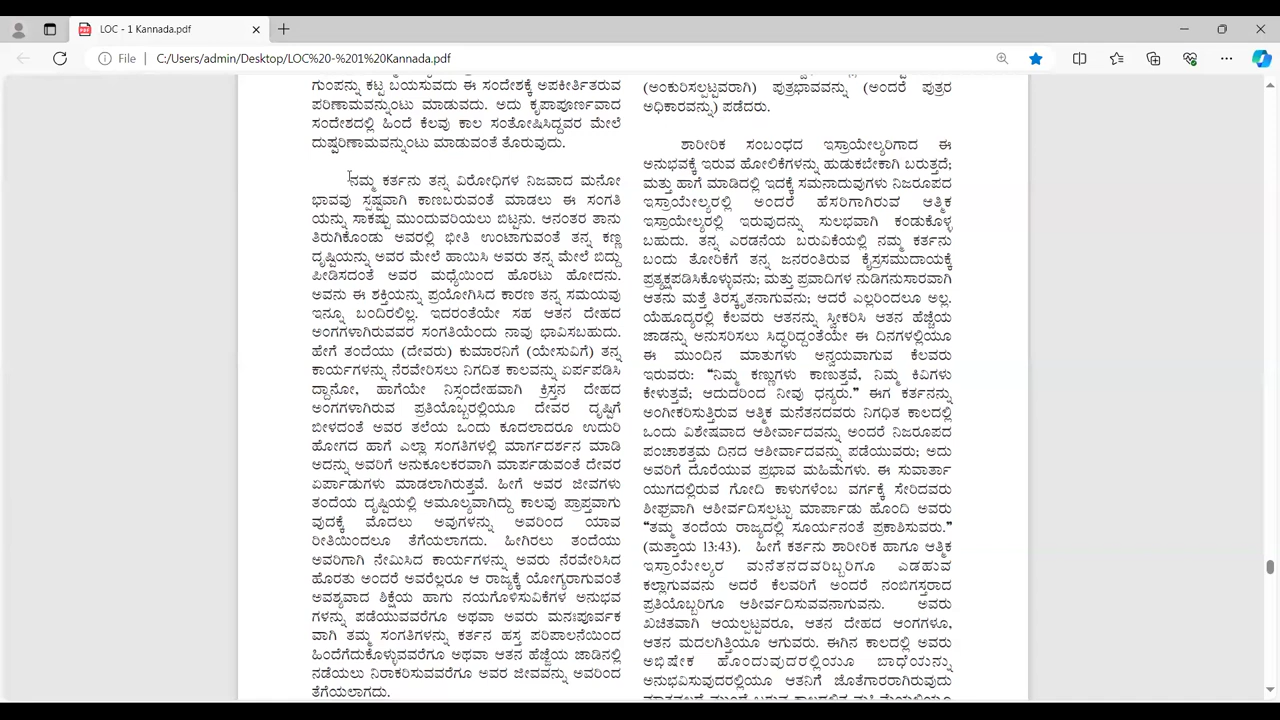 LOC - 1 Kannada.pdf
File
C:/Users/admin/Desktop/LOC%20-%201%20Kannada.pdf
ಗುಂಪನ್ನು ಕಟ್ಟ ಬಯಸುವದು ಈ ಸಂದೇಶಕ್ಕೆ ಅಪಕೀರ್ತಿತರುವ
ಪರಿಣಾಮವನ್ನುಂಟು ಮಾಡುವದು. ಅದು ಕೃಪಾಪೂರ್ಣವಾದ
ಸಂದೇಶದಲ್ಲಿ ಹಿಂದೆ ಕೆಲವು ಕಾಲ ಸಂತೋಷಿಸಿದ್ದವರ ಮೇಲೆ
ದುಷ್ಪರಿಣಾಮವನ್ನುಂಟು ಮಾಡುವಂತೆ ತೋರುವುದು.
ನಮ್ಮ ಕರ್ತನು ತನ್ನ ವಿರೋಧಿಗಳ ನಿಜವಾದ ಮನೋ
ಭಾವವು ಸ್ಪಷ್ಟವಾಗಿ ಕಾಣಬರುವಂತೆ ಮಾಡಲು ಈ ಸಂಗತಿ
ಯನ್ನು ಸಾಕಷ್ಟು ಮುಂದುವರಿಯಲು ಬಿಟ್ಟನು. ಆನಂತರ ತಾನು
ತಿರುಗಿಕೊಂಡು ಅವರಲ್ಲಿ ಭೀತಿ ಉಂಟಾಗುವಂತೆ ತನ್ನ ಕಣ್ಣ
ದೃಷ್ಟಿಯನ್ನು ಅವರ ಮೇಲೆ ಹಾಯಿಸಿ ಅವರು ತನ್ನ ಮೇಲೆ ಬಿದ್ದು
ಪೀಡಿಸದಂತೆ ಅವರ ಮಧ್ಯೆಯಿಂದ ಹೊರಟು ಹೋದನು.
ಅವನು ಈ ಶಕ್ತಿಯನ್ನು ಪ್ರಯೋಗಿಸಿದ ಕಾರಣ ತನ್ನ ಸಮಯವು
ಇನ್ನೂ ಬಂದಿರಲಿಲ್ಲ. ಇದರಂತೆಯೇ ಸಹ ಆತನ ದೇಹದ
ಅಂಗಗಳಾಗಿರುವವರ ಸಂಗತಿಯೆಂದು ನಾವು ಭಾವಿಸಬಹುದು.
ಹೇಗೆ ತಂದೆಯು (ದೇವರು) ಕುಮಾರನಿಗೆ (ಯೇಸುವಿಗೆ) ತನ್ನ
ಕಾರ್ಯಗಳನ್ನು ನೆರವೇರಿಸಲು ನಿಗದಿತ ಕಾಲವನ್ನು ಏರ್ಪಪಡಿಸಿ
ದ್ದಾನೋ, ಹಾಗೆಯೇ ನಿಸ್ಸಂದೇಹವಾಗಿ ಕ್ರಿಸ್ತನ ದೇಹದ
ಅಂಗಗಳಾಗಿರುವ ಪ್ರತಿಯೊಬ್ಬರಲ್ಲಿಯೂ ದೇವರ ದೃಷ್ಟಿಗೆ
ಬೀಳದಂತೆ ಅವರ ತಲೆಯ ಒಂದು ಕೂದಲಾದರೂ ಉದುರಿ
ಹೋಗದ ಹಾಗೆ ಎಲ್ಲಾ ಸಂಗತಿಗಳಲ್ಲಿ ಮಾರ್ಗದರ್ಶನ ಮಾಡಿ
ಅದನ್ನು ಅವರಿಗೆ ಅನುಕೂಲಕರವಾಗಿ ಮಾರ್ಪಡುವಂತೆ ದೇವರ
ಏರ್ಪಾಡುಗಳು ಮಾಡಲಾಗಿರುತ್ತವೆ. ಹೀಗೆ ಅವರ ಜೀವಗಳು
ತಂದೆಯ ದೃಷ್ಟಿಯಲ್ಲಿ ಅಮೂಲ್ಯವಾಗಿದ್ದು ಕಾಲವು ಪ್ರಾಪ್ತವಾಗು
ವುದಕ್ಕೆ ಮೊದಲು ಅವುಗಳನ್ನು ಅವರಿಂದ ಯಾವ
ರೀತಿಯಿಂದಲೂ ತೆಗೆಯಲಾಗದು. ಹೀಗಿರಲು ತಂದೆಯು
ಅವರಿಗಾಗಿ ನೇಮಿಸಿದ ಕಾರ್ಯಗಳನ್ನು ಅವರು ನೆರವೇರಿಸಿದ
ಹೊರತು ಅಂದರೆ ಅವರೆಲ್ಲರೂ ಆ ರಾಜ್ಯಕ್ಕೆ ಯೋಗ್ಯರಾಗುವಂತೆ
ಅವಶ್ಯವಾದ ಶಿಕ್ಷೆಯ ಹಾಗು ನಯಗೊಳಿಸುವಿಕೆಗಳ ಅನುಭವ
ಗಳನ್ನು ಪಡೆಯುವವರೆಗೂ ಅಥವಾ ಅವರು ಮನಃಪೂರ್ವಕ
ವಾಗಿ ತಮ್ಮ ಸಂಗತಿಗಳನ್ನು ಕರ್ತನ ಹಸ್ತ ಪರಿಪಾಲನೆಯಿಂದ
ಹಿಂದೆಗೆದುಕೊಳ್ಳುವವರೆಗೂ ಅಥವಾ ಆತನ ಹೆಜ್ಜೆಯ ಜಾಡಿನಲ್ಲಿ
ನಡೆಯಲು ನಿರಾಕರಿಸುವವರೆಗೂ ಅವರ ಜೀವವನ್ನು ಅವರಿಂದ
ತೆಗೆಯಲಾಗದು.
(ಅಂಕುರಿಸಲ್ಪಟ್ಟವರಾಗಿ) ಪುತ್ರಭಾವವನ್ನು (ಅಂದರೆ ಪುತ್ರರ
ಅಧಿಕಾರವನ್ನು) ಪಡೆದರು.
ಶಾರೀರಿಕ ಸಂಬಂಧದ ಇಸ್ರಾಯೇಲ್ಯರಿಗಾದ ಈ
ಅನುಭವಕ್ಕೆ ಇರುವ ಹೋಲಿಕೆಗಳನ್ನು ಹುಡುಕಬೇಕಾಗಿ ಬರುತ್ತದೆ;
ಮತ್ತು ಹಾಗೆ ಮಾಡಿದಲ್ಲಿ ಇದಕ್ಕೆ ಸಮನಾದುವುಗಳು ನಿಜರೂಪದ
ಇಸ್ರಾಯೇಲ್ಯರಲ್ಲಿ ಅಂದರೆ ಹೆಸರಿಗಾಗಿರುವ ಆತ್ಮಿಕ
ಇಸ್ರಾಯೇಲ್ಯರಲ್ಲಿ ಇರುವುದನ್ನು ಸುಲಭವಾಗಿ ಕಂಡುಕೊಳ್ಳ
ಬಹುದು. ತನ್ನ ಎರಡನೆಯ ಬರುವಿಕೆಯಲ್ಲಿ ನಮ್ಮ ಕರ್ತನು
ಬಂದು ತೋರಿಕೆಗೆ ತನ್ನ ಜನರಂತಿರುವ ಕ್ರೈಸ್ತಸಮುದಾಯಕ್ಕೆ
ಪ್ರತ್ಯಕ್ಷಪಡಿಸಿಕೊಳ್ಳುವನು; ಮತ್ತು ಪ್ರವಾದಿಗಳ ನುಡಿಗನುಸಾರವಾಗಿ
ಆತನು ಮತ್ತೆ ತಿರಸ್ಕೃತನಾಗುವನು; ಆದರೆ ಎಲ್ಲರಿಂದಲೂ ಅಲ್ಲ.
ಯೆಹೂದ್ಯರಲ್ಲಿ ಕೆಲವರು ಆತನನ್ನು ಸ್ವೀಕರಿಸಿ ಆತನ ಹೆಜ್ಜೆಯ
ಜಾಡನ್ನು ಅನುಸರಿಸಲು ಸಿದ್ಧರಿದ್ದಂತೆಯೇ ಈ ದಿನಗಳಲ್ಲಿಯೂ
ಈ ಮುಂದಿನ ಮಾತುಗಳು ಅನ್ವಯವಾಗುವ ಕೆಲವರು
ಇರುವರು: “ನಿಮ್ಮ ಕಣ್ಣುಗಳು ಕಾಣುತ್ತವೆ, ನಿಮ್ಮ ಕಿವಿಗಳು
ಕೇಳುತ್ತವೆ; ಆದುದರಿಂದ ನೀವು ಧನ್ಯರು.” ಈಗ ಕರ್ತನನ್ನು
ಅಂಗೀಕರಿಸುತ್ತಿರುವ ಆತ್ಮಿಕ ಮನೆತನದವರು ನಿಗಧಿತ ಕಾಲದಲ್ಲಿ
ಒಂದು ವಿಶೇಷವಾದ ಆಶೀರ್ವಾದವನ್ನು ಅಂದರೆ ನಿಜರೂಪದ
ಪಂಚಾಶತ್ತಮ ದಿನದ ಆಶೀರ್ವಾದವನ್ನು ಪಡೆಯುವರು; ಅದು
ಅವರಿಗೆ ದೊರೆಯುವ ಪ್ರಭಾವ ಮಹಿಮೆಗಳು. ಈ ಸುವಾರ್ತಾ
ಯುಗದಲ್ಲಿರುವ ಗೋದಿ ಕಾಳುಗಳೆಂಬ ವರ್ಗಕ್ಕೆ ಸೇರಿದವರು
ಶೀಘ್ರವಾಗಿ ಆಶೀರ್ವದಿಸಲ್ಪಟ್ಟು ಮಾರ್ಪಾಡು ಹೊಂದಿ ಅವರು
“ತಮ್ಮ ತಂದೆಯ ರಾಜ್ಯದಲ್ಲಿ ಸೂರ್ಯನಂತೆ ಪ್ರಕಾಶಿಸುವರು.”
(ಮತ್ತಾಯ 13:43). ಹೀಗೆ ಕರ್ತನು ಶಾರೀರಿಕ ಹಾಗೂ ಆತ್ಮಿಕ
ಇಸ್ರಾಯೇಲ್ಯರ ಮನೆತನದವರಿಬ್ಬರಿಗೂ ಎಡಹುವ
ಕಲ್ಲಾಗುವವನು ಅದರೆ ಕೆಲವರಿಗೆ ಅಂದರೆ ನಂಬಿಗಸ್ತರಾದ
ಪ್ರತಿಯೊಬ್ಬರಿಗೂ ಆಶೀರ್ವದಿಸುವವನಾಗುವನು. ಅವರು
ಖಚಿತವಾಗಿ ಆಯಲ್ಪಟ್ಟವರೂ, ಆತನ ದೇಹದ ಅಂಗಗಳೂ,
ಆತನ ಮದಲಗಿತ್ತಿಯೂ ಆಗುವರು. ಈಗಿನ ಕಾಲದಲ್ಲಿ ಅವರು
ಅಭಿಷೇಕ ಹೊಂದುವುದರಲ್ಲಿಯೂ ಬಾಧೆಯನ್ನು
ಅನುಭವಿಸುವುದರಲ್ಲಿಯೂ ಆತನಿಗೆ ಜೊತೆಗಾರರಾಗಿರುವುದು